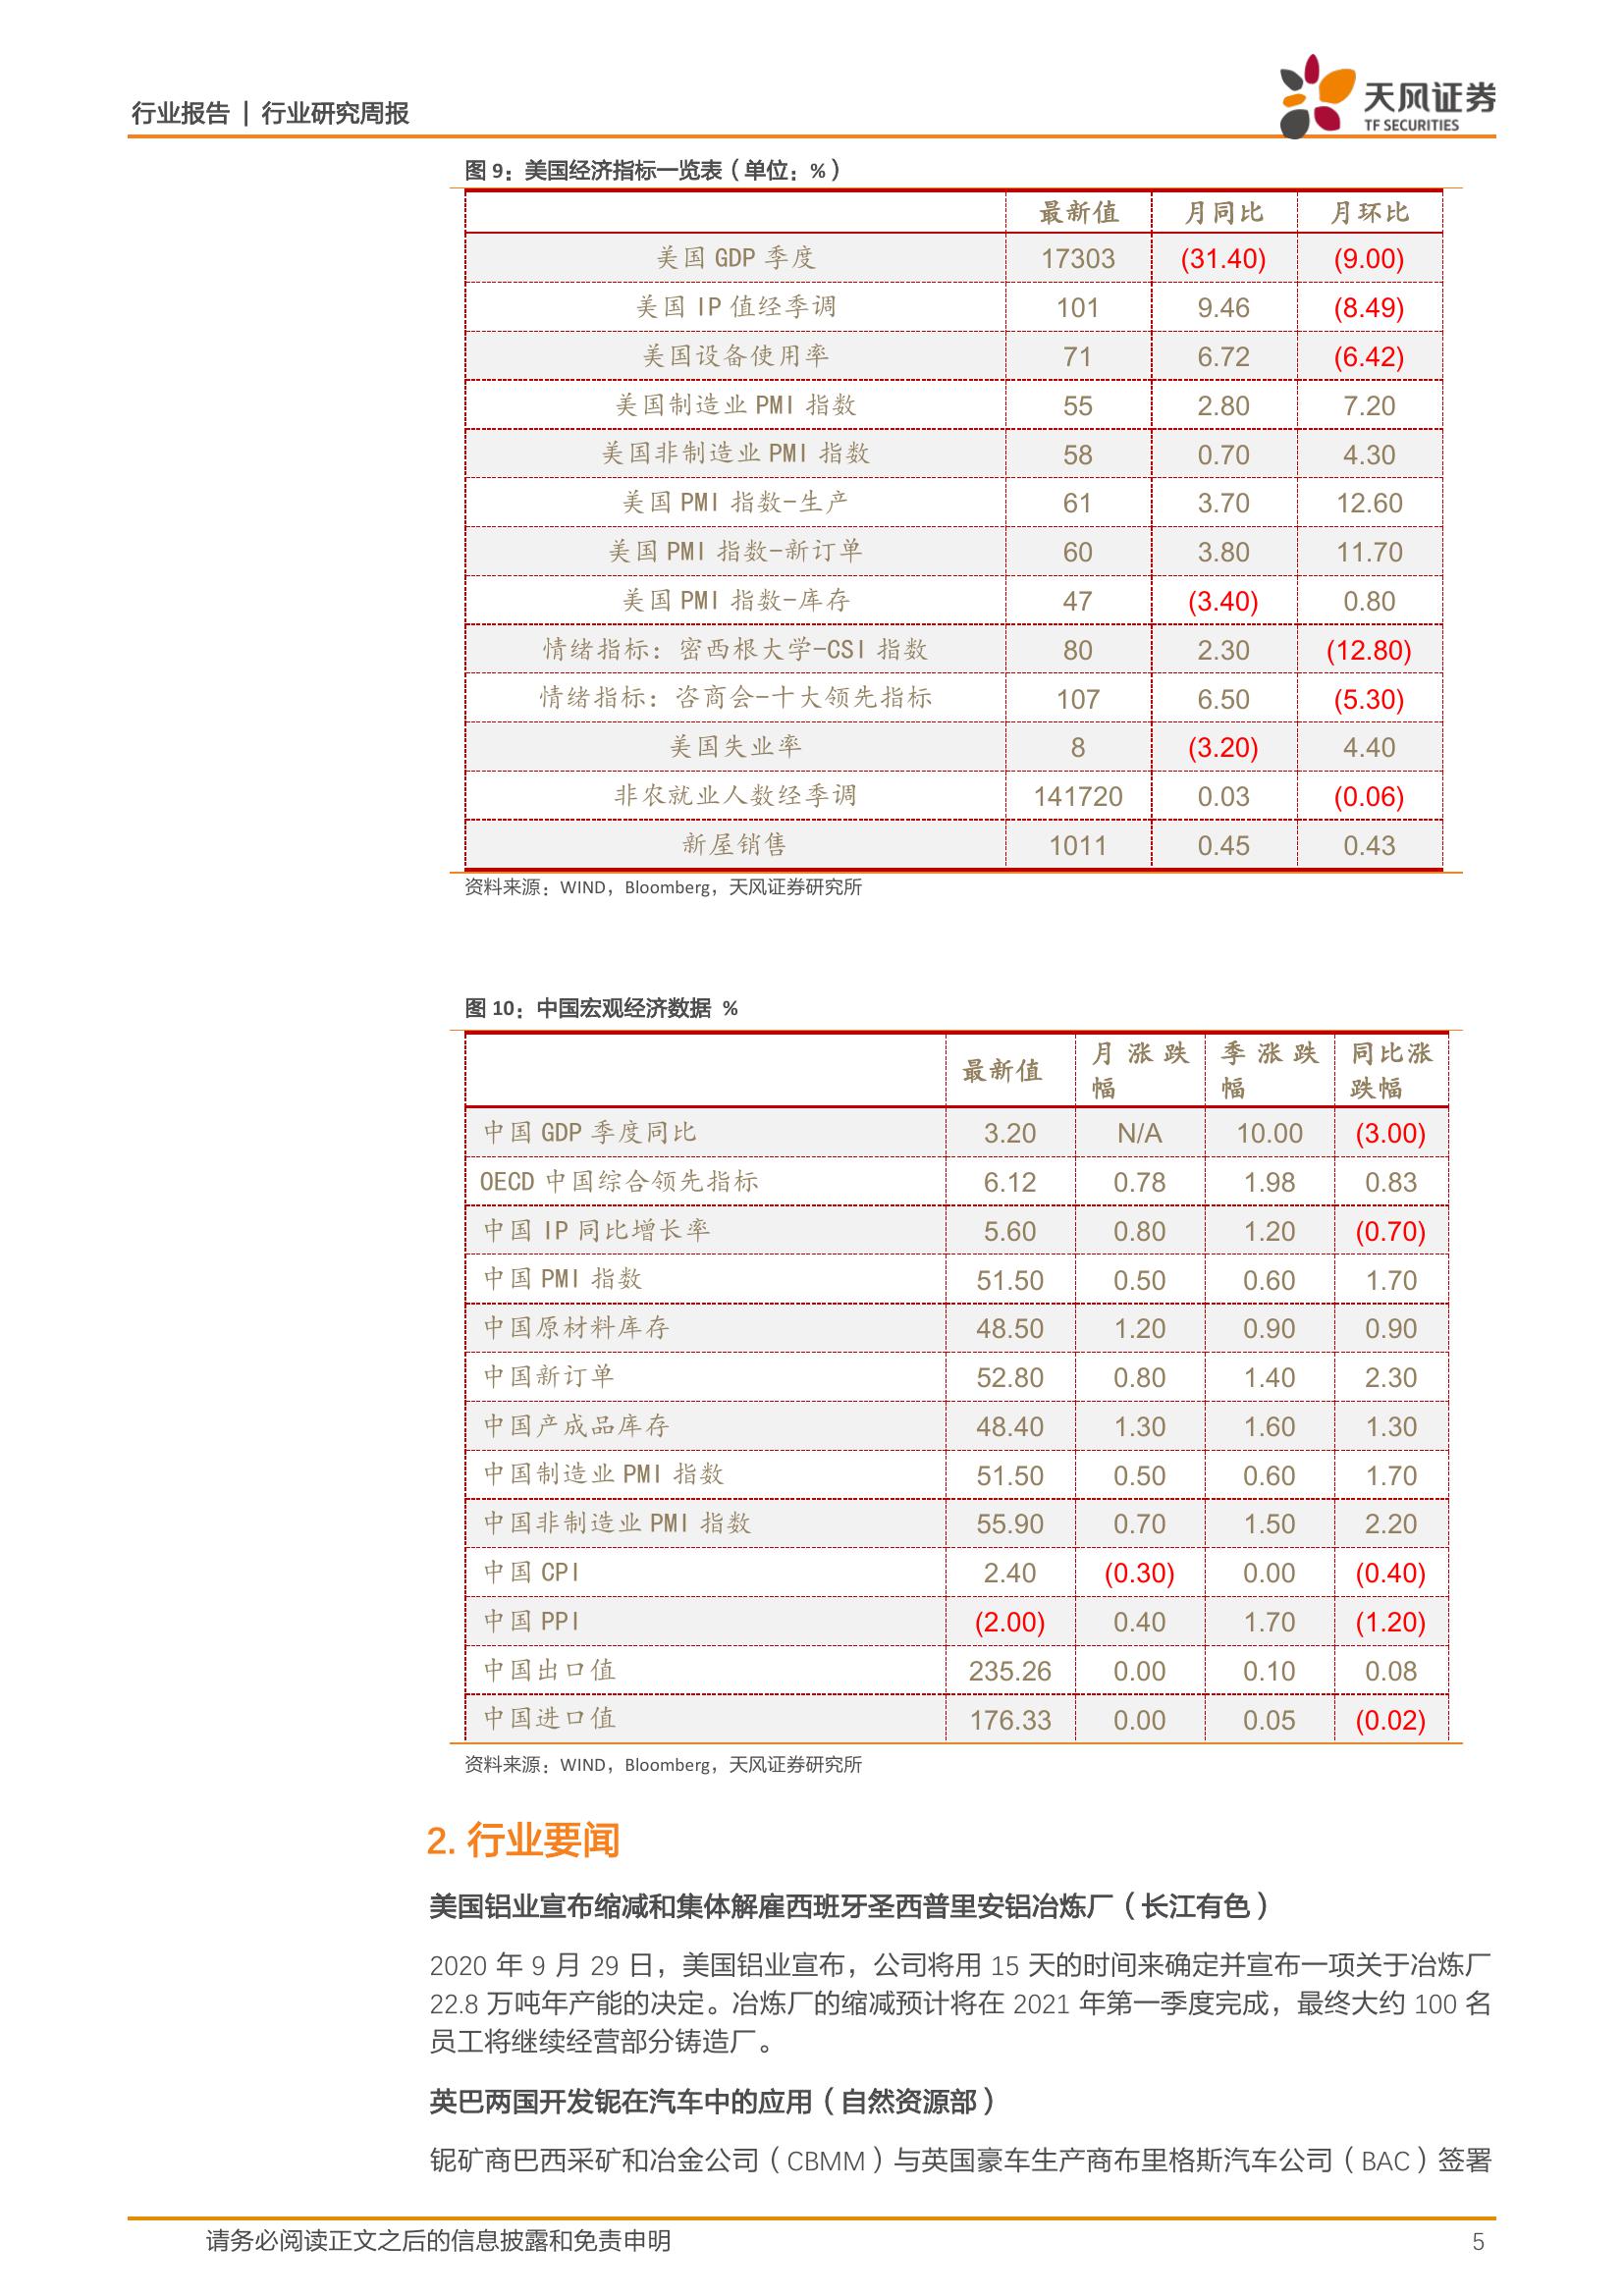 行业报告 | 行业研究周报
天风证券
TF SECURITIES
图 9：美国经济指标一览表（单位：%）
最新值 月同比 月环比
美国 GDP 季度 17303 (31.40) (9.00)
美国 IP 值经季调 101 9.46 (8.49)
美国设备使用率 71 6.72 (6.42)
美国制造业 PMI 指数 55 2.80 7.20
美国非制造业 PMI 指数 58 0.70 4.30
美国 PMI 指数-生产 61 3.70 12.60
美国 PMI 指数-新订单 60 3.80 11.70
美国 PMI 指数-库存 47 (3.40) 0.80
情绪指标：密西根大学-CSI 指数 80 2.30 (12.80)
情绪指标：咨商会-十大领先指标 107 6.50 (5.30)
美国失业率 8 (3.20) 4.40
非农就业人数经季调 141720 0.03 (0.06)
新屋销售 1011 0.45 0.43
资料来源：WIND，Bloomberg，天风证券研究所
图 10：中国宏观经济数据 %
最新值 月涨跌幅 季涨跌幅 同比涨跌幅
中国 GDP 季度同比 3.20 N/A 10.00 (3.00)
OECD 中国综合领先指标 6.12 0.78 1.98 0.83
中国 IP 同比增长率 5.60 0.80 1.20 (0.70)
中国 PMI 指数 51.50 0.50 0.60 1.70
中国原材料库存 48.50 1.20 0.90 0.90
中国新订单 52.80 0.80 1.40 2.30
中国产成品库存 48.40 1.30 1.60 1.30
中国制造业 PMI 指数 51.50 0.50 0.60 1.70
中国非制造业 PMI 指数 55.90 0.70 1.50 2.20
中国 CPI 2.40 (0.30) 0.00 (0.40)
中国 PPI (2.00) 0.40 1.70 (1.20)
中国出口值 235.26 0.00 0.10 0.08
中国进口值 176.33 0.00 0.05 (0.02)
资料来源：WIND，Bloomberg，天风证券研究所
2. 行业要闻
美国铝业宣布缩减和集体解雇西班牙圣西普里安铝冶炼厂（长江有色）
2020 年 9 月 29 日，美国铝业宣布，公司将用 15 天的时间来确定并宣布一项关于冶炼厂
22.8 万吨年产能的决定。冶炼厂的缩减预计将在 2021 年第一季度完成，最终大约 100 名
员工将继续经营部分铸造厂。
英巴两国开发铌在汽车中的应用（自然资源部）
铌矿商巴西采矿和冶金公司（CBMM）与英国豪车生产商布里格斯汽车公司（BAC）签署
请务必阅读正文之后的信息披露和免责申明 5